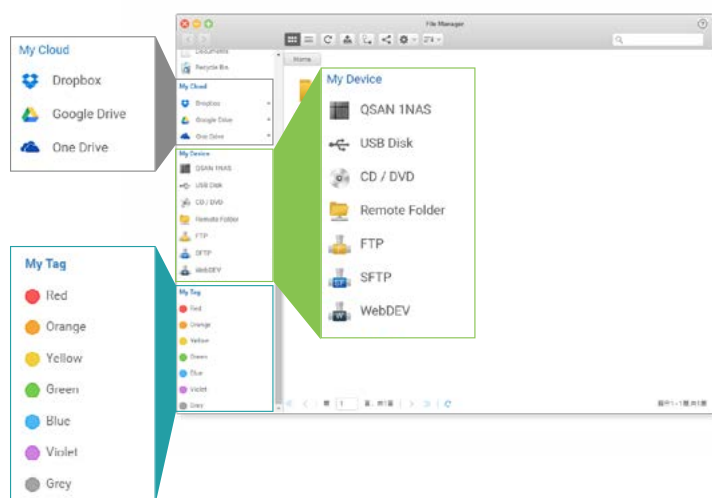 File Manager
My Cloud
Dropbox
Google Drive
One Drive
My Tag
Red
Orange
Yellow
Green
Blue
Violet
Grey
Documents
Recycle Bin
My Cloud
Dropbox
Google Drive
One Drive
My Device
QSAN 1NAS
USB Disk
CD / DVD
Remote Folder
FTP
SFTP
WebDEV
My Tag
Red
Orange
Yellow
Green
Blue
Violet
Grey
Home
My Device
QSAN 1NAS
USB Disk
CD / DVD
Remote Folder
FTP
SFTP
WebDEV
1